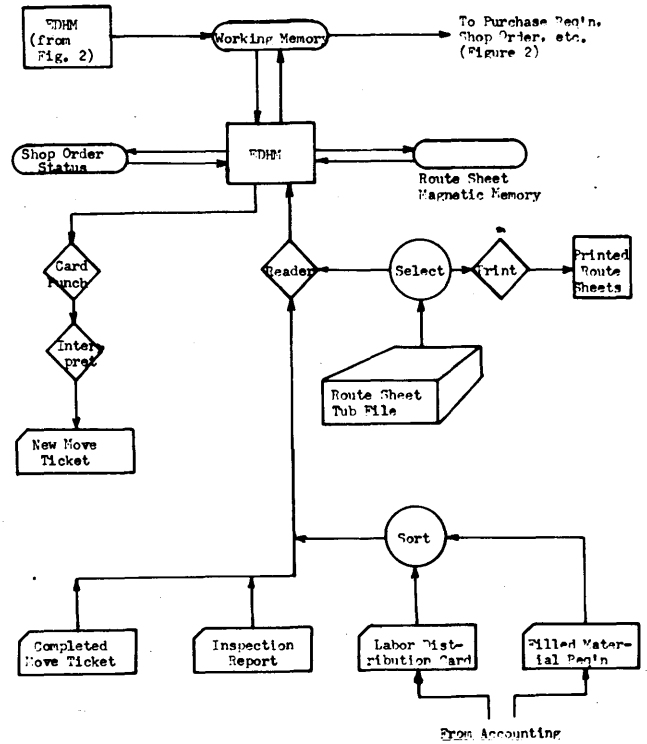 EDHM
(from
Fig. 2)
Working Memory
To Purchase Req'n,
Shop Order, etc.
(Figure 2)
Shop Order
Status
EDHM
Route Sheet
Magnetic Memory
Card
Punch
Reader
Select
Print
Printed
Route
Sheets
Inter
pret
Route Sheet
Tub File
New Move
Ticket
Sort
Completed
Move Ticket
Inspection
Report
Labor Dist-
ribution Card
Filled Mater-
ial Req'n
From Accounting